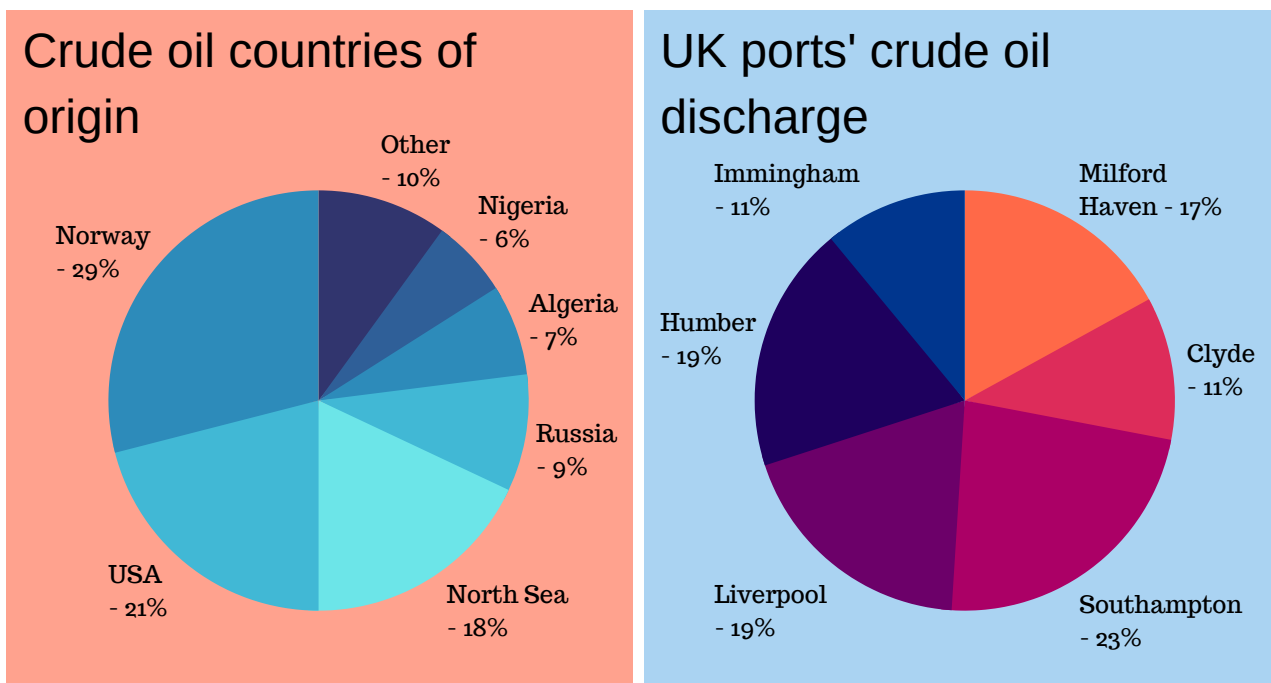 Crude oil countries of
origin
Other
- 10%
Nigeria
- 6%
Norway
- 29%
Algeria
- 7%
Russia
- 9%
USA
- 21%
North Sea
- 18%
UK ports' crude oil
discharge
Immingham
- 11%
Milford
Haven - 17%
Humber
- 19%
Clyde
- 11%
Liverpool
- 19%
Southampton
- 23%